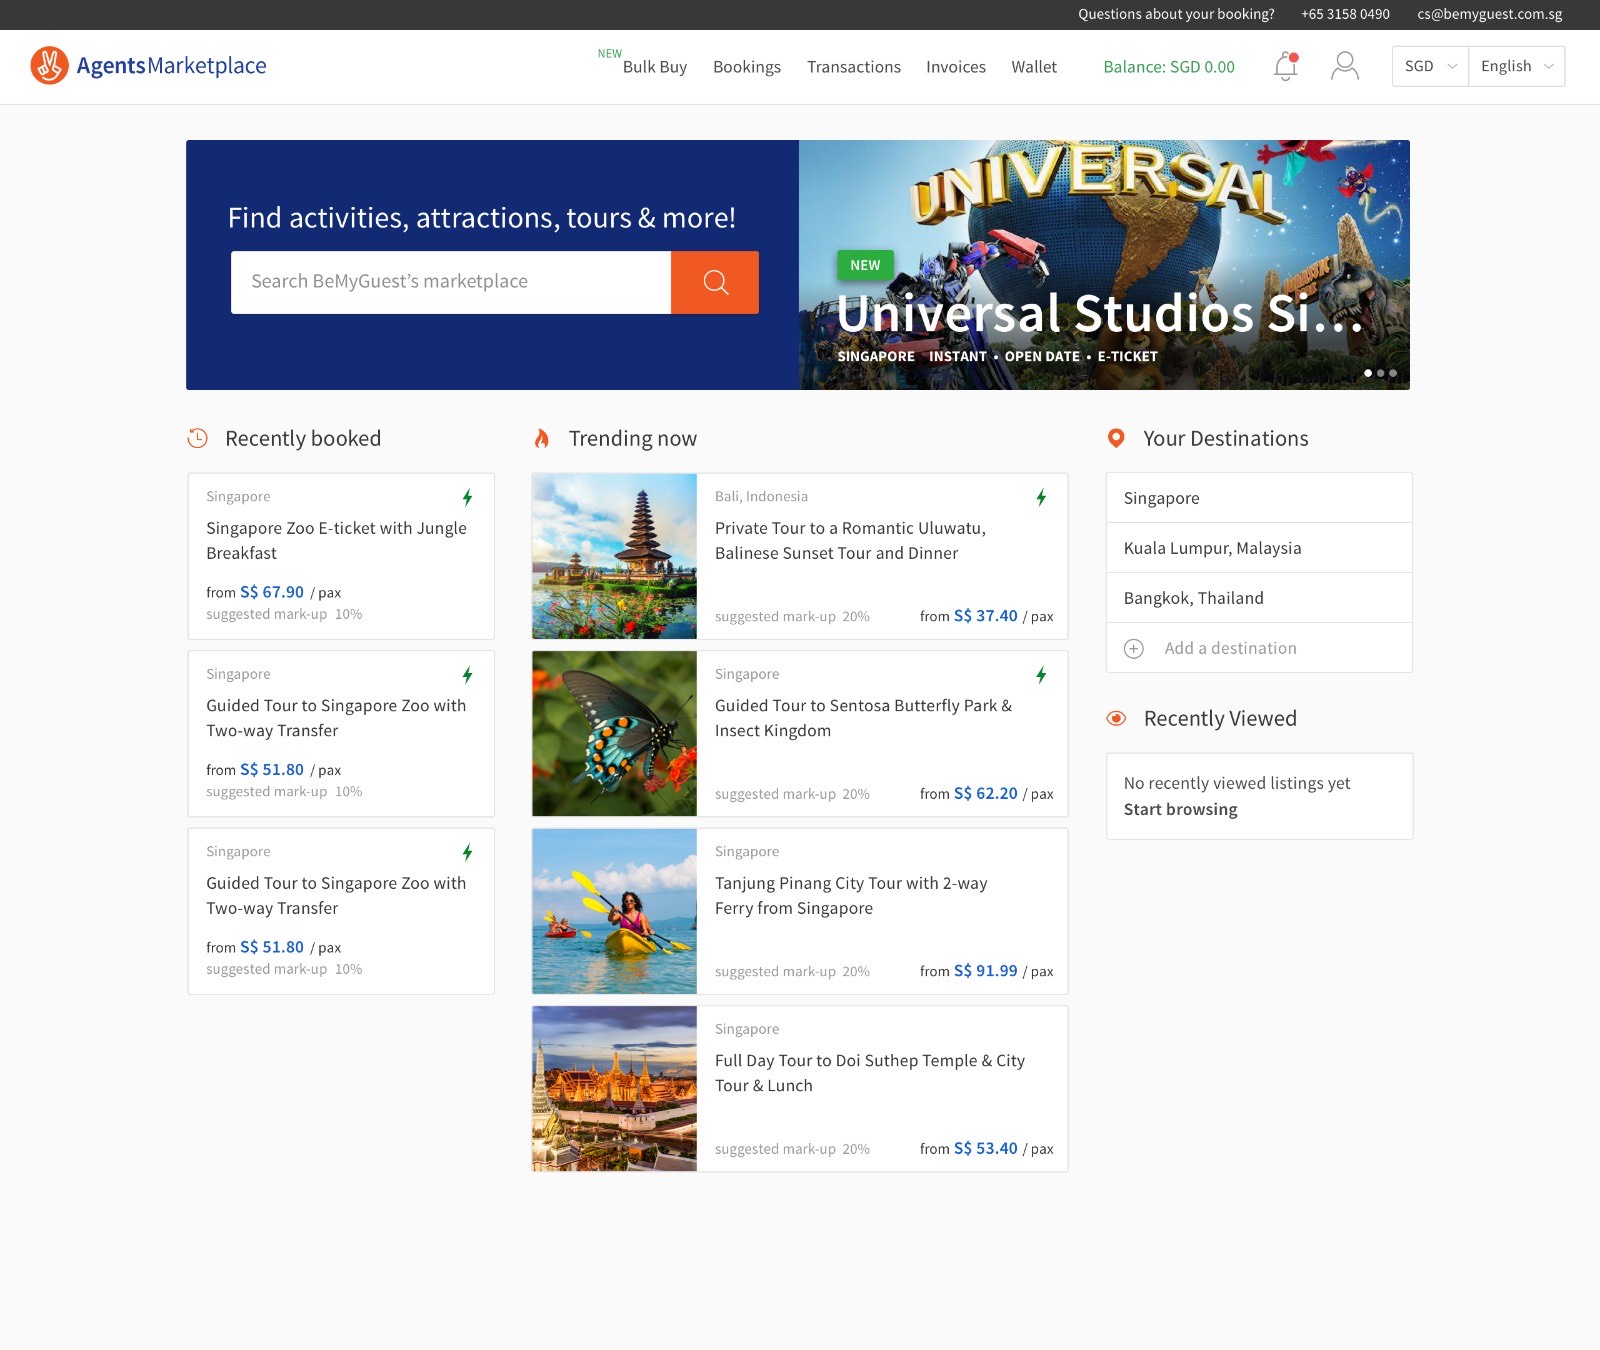 Questions about your booking? +65 3158 0490 cs@bemyguest.com.sg
AgentsMarketplace
NEW
Bulk Buy Bookings Transactions Invoices Wallet Balance: SGD 0.00 SGD English
UNIVERSAL
Find activities, attractions, tours & more!
Search BeMyGuest’s marketplace
JURASSIC PARK
NEW
Universal Studios Si...
SINGAPORE INSTANT • OPEN DATE • E-TICKET
Recently booked
Singapore
Singapore Zoo E-ticket with Jungle
Breakfast
from S$ 67.90 / pax
suggested mark-up 10%
Singapore
Guided Tour to Singapore Zoo with
Two-way Transfer
from S$ 51.80 / pax
suggested mark-up 10%
Singapore
Guided Tour to Singapore Zoo with
Two-way Transfer
from S$ 51.80 / pax
suggested mark-up 10%
Trending now
Bali, Indonesia
Private Tour to a Romantic Uluwatu,
Balinese Sunset Tour and Dinner
suggested mark-up 20% from S$ 37.40 / pax
Singapore
Guided Tour to Sentosa Butterfly Park &
Insect Kingdom
suggested mark-up 20% from S$ 62.20 / pax
Singapore
Tanjung Pinang City Tour with 2-way
Ferry from Singapore
suggested mark-up 20% from S$ 91.99 / pax
Singapore
Full Day Tour to Doi Suthep Temple & City
Tour & Lunch
suggested mark-up 20% from S$ 53.40 / pax
Your Destinations
Singapore
Kuala Lumpur, Malaysia
Bangkok, Thailand
Add a destination
Recently Viewed
No recently viewed listings yet
Start browsing